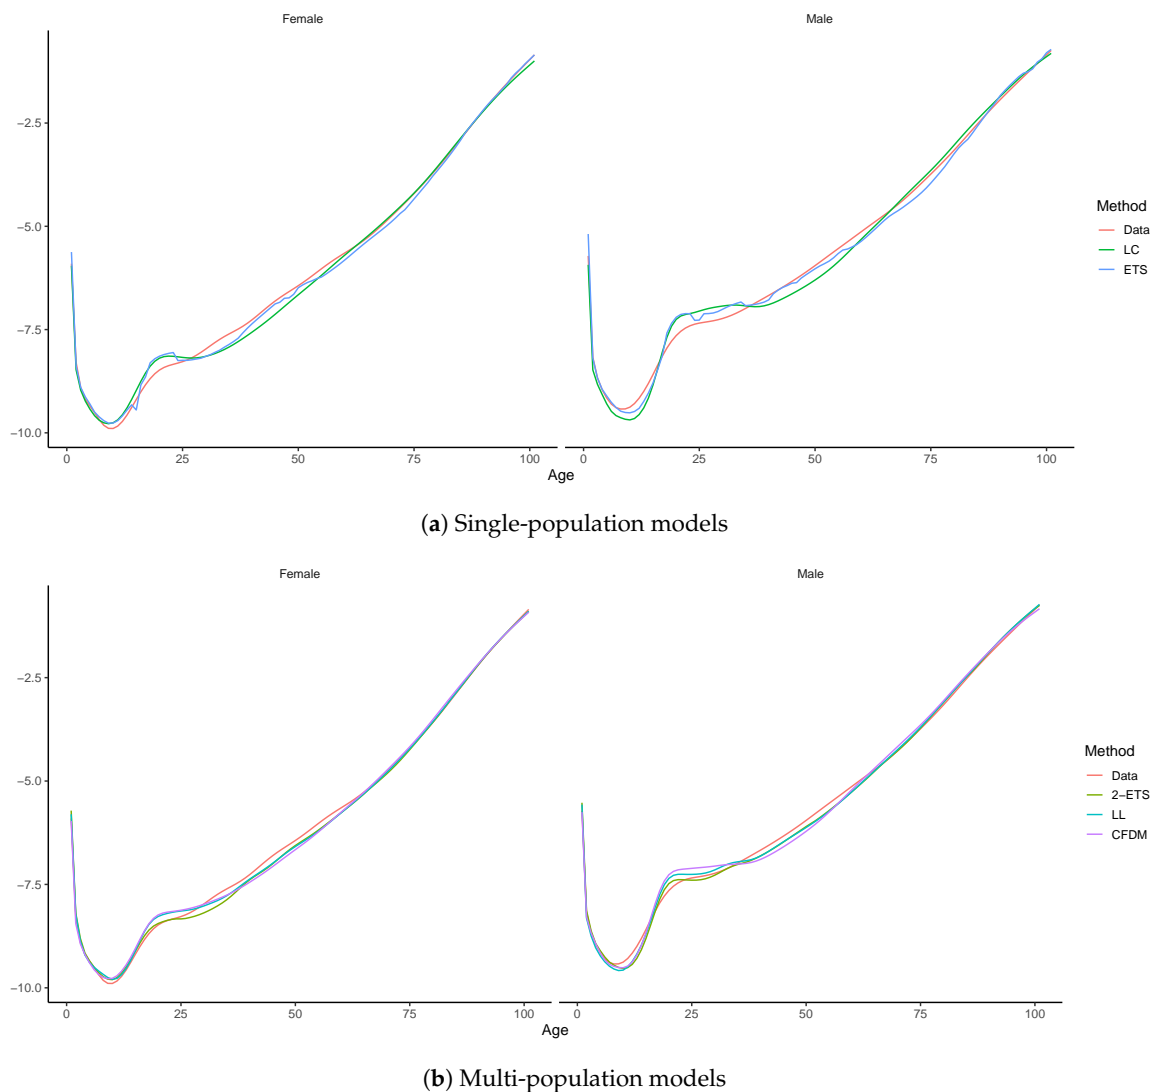 Female
Male
−2.5
−5.0
−7.5
−10.0
0
25
50
75
100
0
25
50
75
100
Age
Method
Data
LC
ETS
(a) Single-population models
Female
Male
−2.5
−5.0
−7.5
−10.0
0
25
50
75
100
0
25
50
75
100
Age
Method
Data
2−ETS
LL
CFDM
(b) Multi-population models